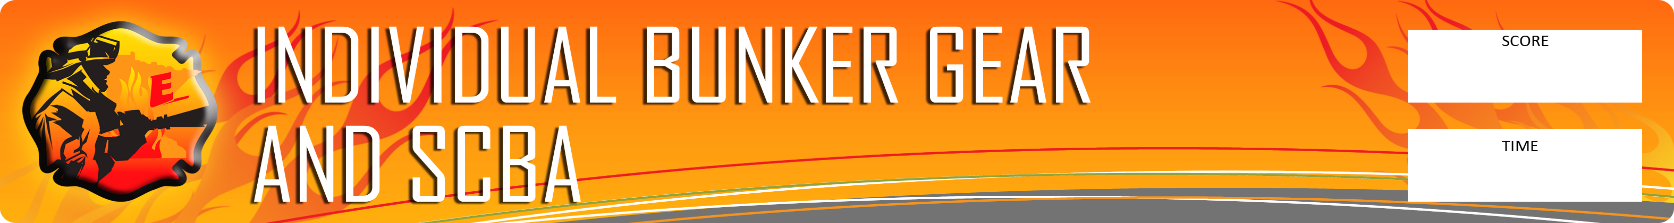 INDIVIDUAL BUNKER GEAR
AND SCBA
SCORE
TIME
E